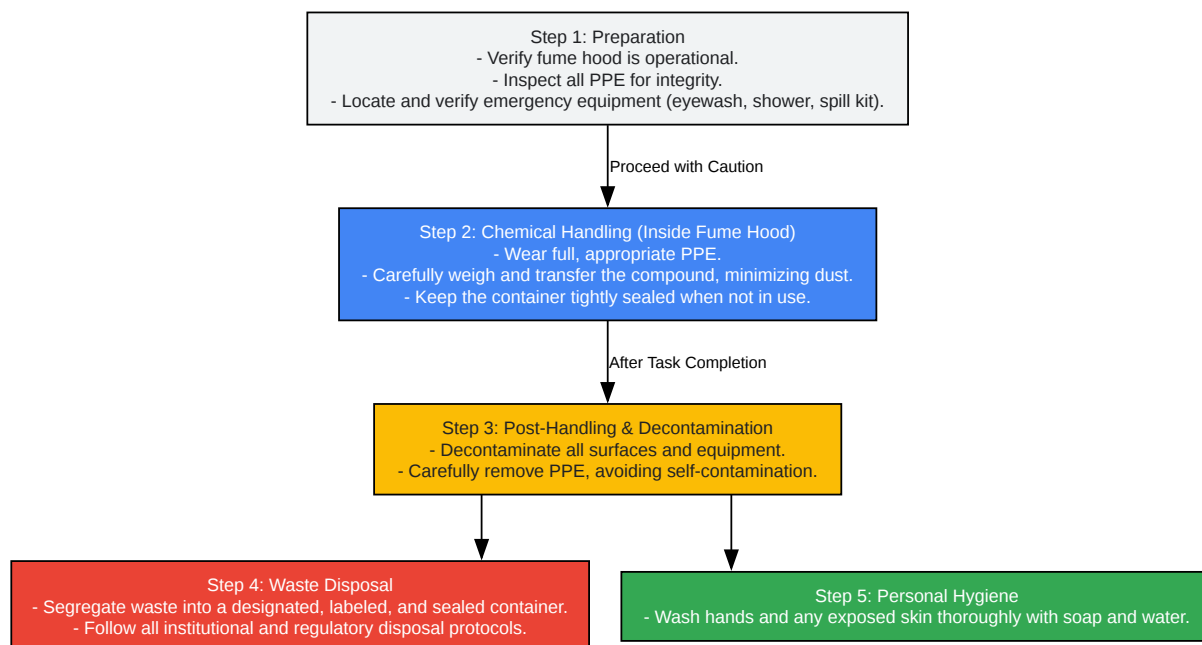 Step 1: Preparation
- Verify fume hood is operational.
- Inspect all PPE for integrity.
- Locate and verify emergency equipment (eyewash, shower, spill kit).
Proceed with Caution
Step 2: Chemical Handling (Inside Fume Hood)
- Wear full, appropriate PPE.
- Carefully weigh and transfer the compound, minimizing dust.
- Keep the container tightly sealed when not in use.
After Task Completion
Step 3: Post-Handling & Decontamination
- Decontaminate all surfaces and equipment.
- Carefully remove PPE, avoiding self-contamination.
Step 4: Waste Disposal
- Segregate waste into a designated, labeled, and sealed container.
- Follow all institutional and regulatory disposal protocols.
Step 5: Personal Hygiene
- Wash hands and any exposed skin thoroughly with soap and water.